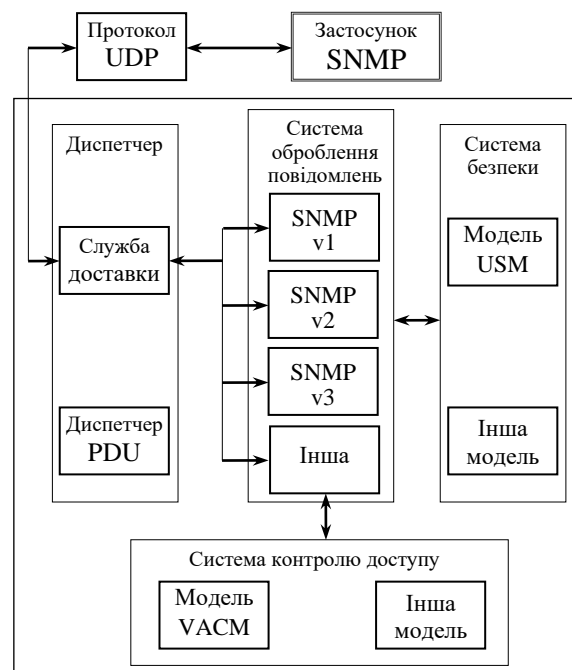 Протокол
UDP
Застосунок
SNMP
Диспетчер
Служба
доставки
Диспетчер
PDU
Система
оброблення
повідомлень
SNMP
v1
SNMP
v2
SNMP
v3
Інша
Система
безпеки
Модель
USM
Інша
модель
Система контролю доступу
Модель
VACM
Інша
модель